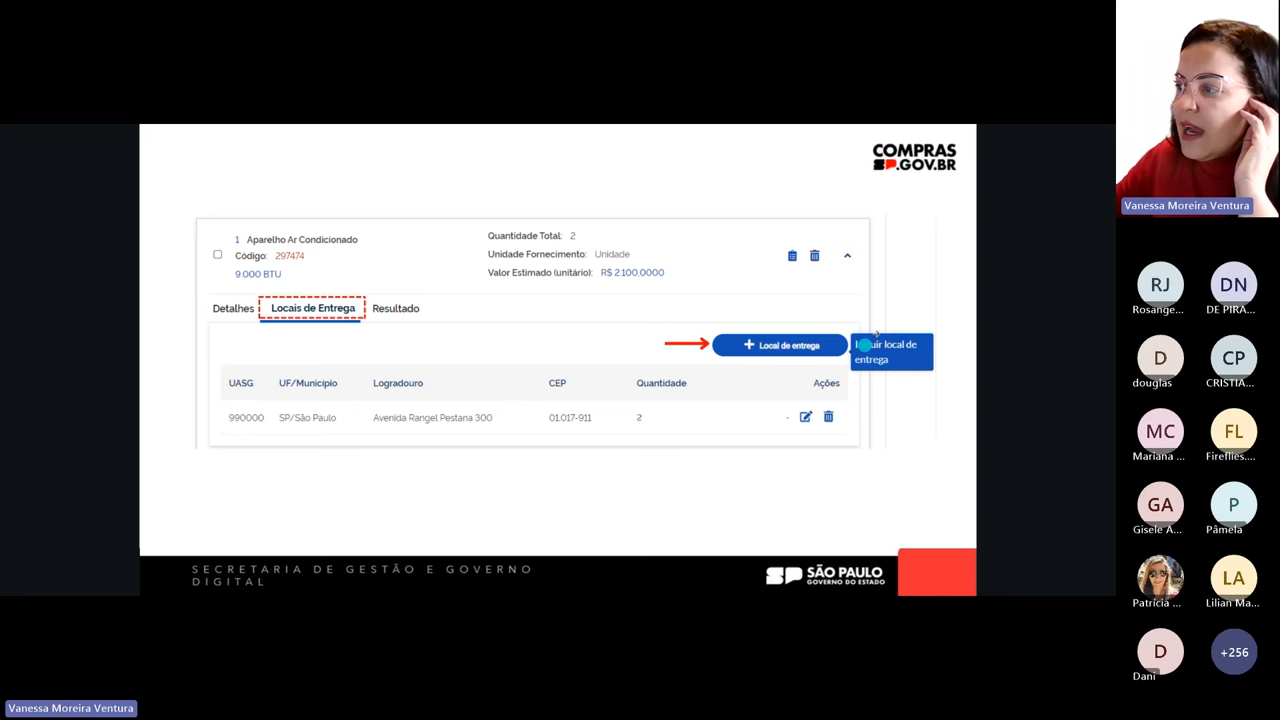 COMPRAS
SP.GOV.BR
1 Aparelho Ar Condicionado
Código: 297474
9.000 BTU
Quantidade Total: 2
Unidade Fornecimento: Unidade
Valor Estimado (unitário): R$ 2.100,0000
Detalhes Locais de Entrega Resultado
+ Local de entrega
local de
entrega
UASG UF/Município Logradouro CEP Quantidade Ações
990000 SP/São Paulo Avenida Rangel Pestana 300 01.017-911 2 -
SECRETARIA DE GESTÃO E GOVERNO
DIGITAL
SP SÃO PAULO
GOVERNO DO ESTADO
Vanessa Moreira Ventura
RJ DN
Rosange... DE PIRA...
D CP
douglas CRISTIA...
MC FL
Mariana ... Fireflies....
GA P
Gisele A... Pâmela
LA
Patrícia ... Lilian Ma...
D +256
Dani
Vanessa Moreira Ventura